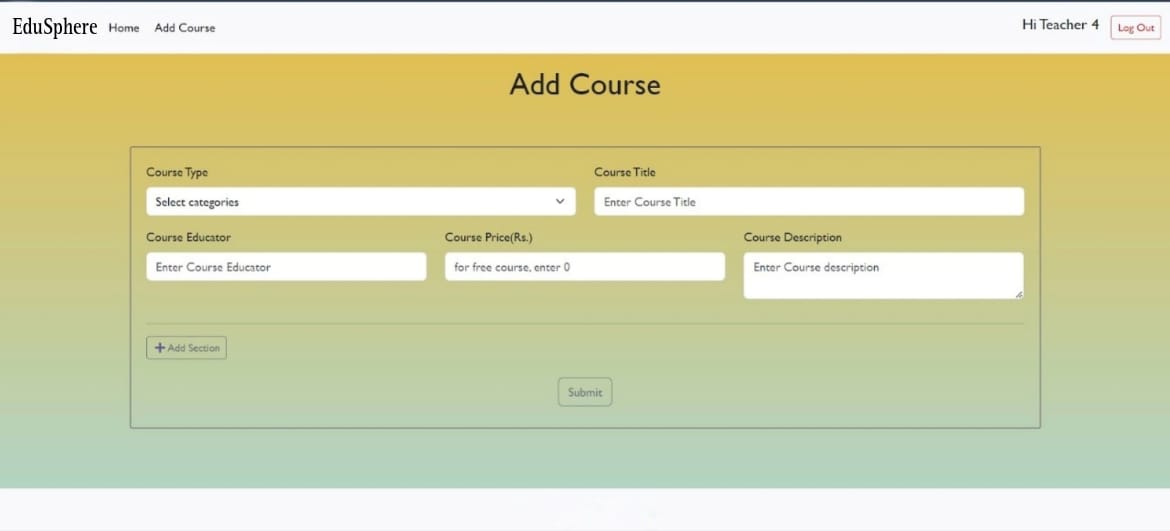 EduSphere Home Add Course Hi Teacher 4 Log Out
Add Course
Course Type Course Title
Select categories Enter Course Title
Course Educator Course Price(Rs.) Course Description
Enter Course Educator for free course, enter 0 Enter Course description
+ Add Section
Submit